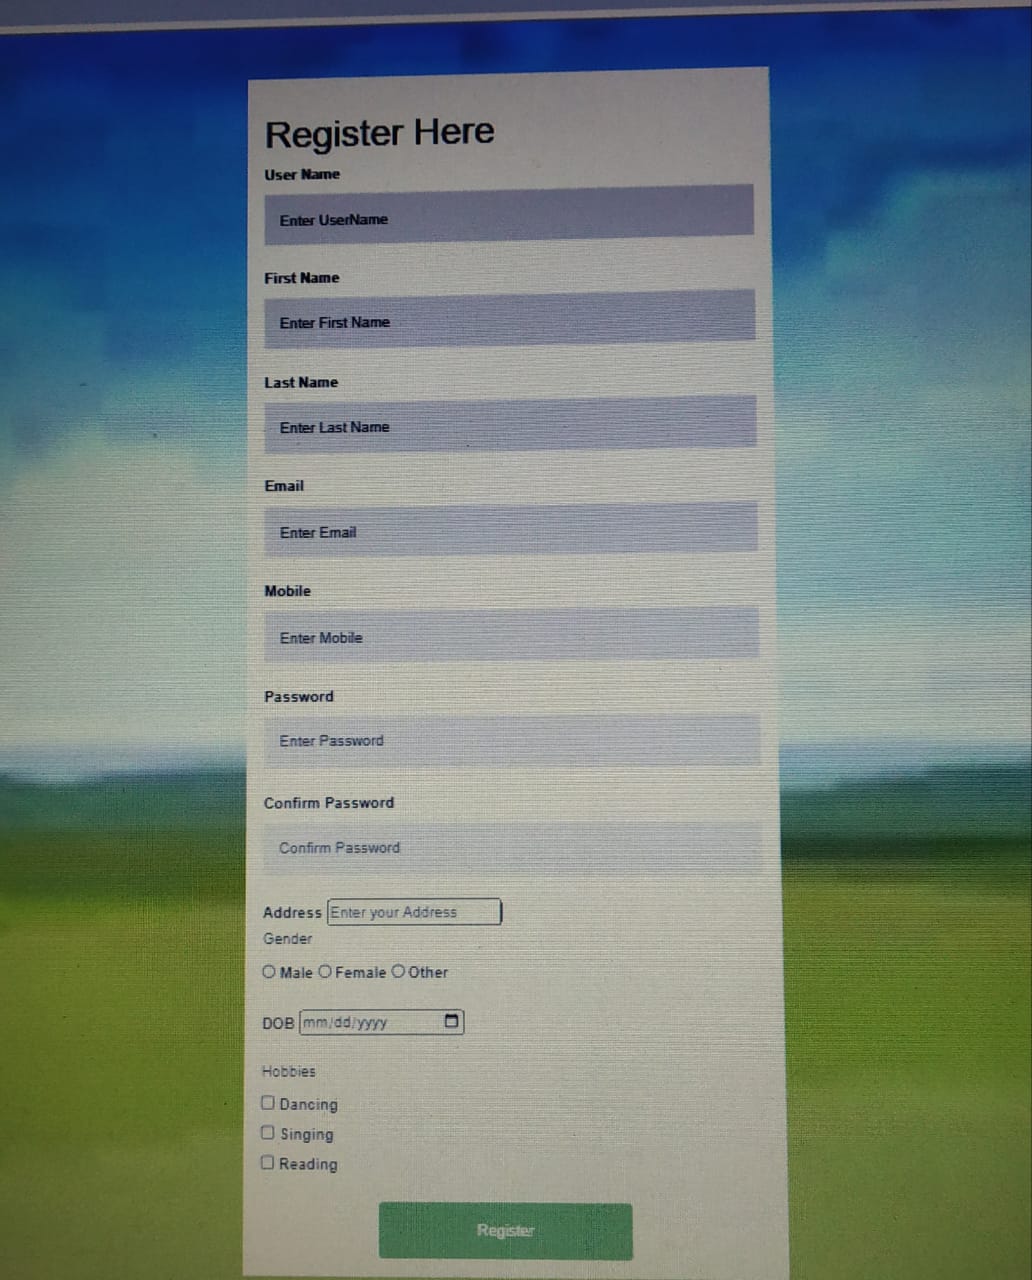 Register Here
User Name
Enter UserName
First Name
Enter First Name
Last Name
Enter Last Name
Email
Enter Email
Mobile
Enter Mobile
Password
Enter Password
Confirm Password
Confirm Password
Address Enter your Address
Gender
Male Female Other
DOB mm/dd/yyyy
Hobbies
Dancing
Singing
Reading
Register